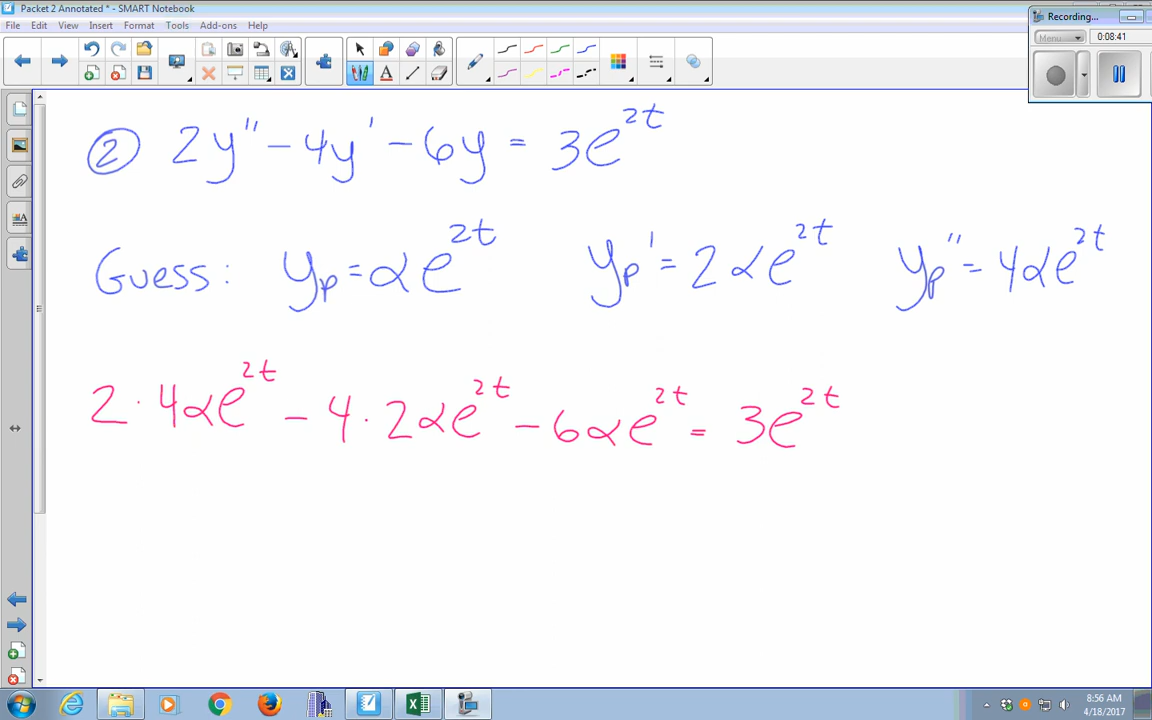 Packet 2 Annotated * - SMART Notebook
Recording...
File Edit View Insert Format Tools Add-ons Help
Menu
0:08:41
② 2y'' - 4y' - 6y = 3e^{2t}
Guess: y_p = αe^{2t} y_p' = 2αe^{2t} y_p'' = 4αe^{2t}
2 · 4αe^{2t} - 4 · 2αe^{2t} - 6αe^{2t} = 3e^{2t}
8:56 AM
4/18/2017